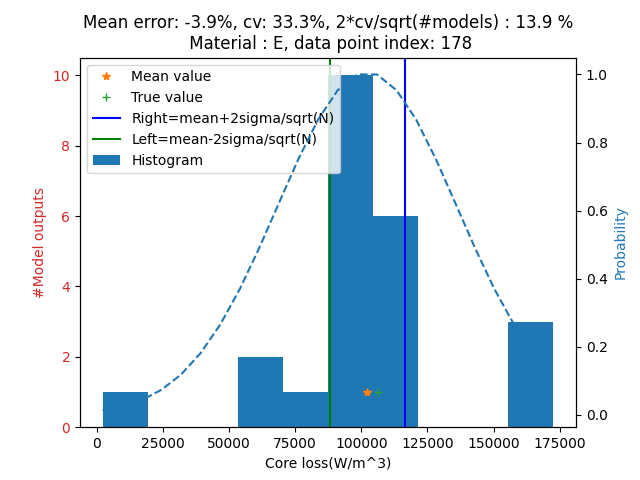 Mean error: -3.9%, cv: 33.3%, 2*cv/sqrt(#models) : 13.9 %
Material : E, data point index: 178
Mean value
True value
Right=mean+2sigma/sqrt(N)
Left=mean-2sigma/sqrt(N)
Histogram
#Model outputs
10
8
6
4
2
0
Probability
1.0
0.8
0.6
0.4
0.2
0.0
0 25000 50000 75000 100000 125000 150000 175000
Core loss(W/m^3)